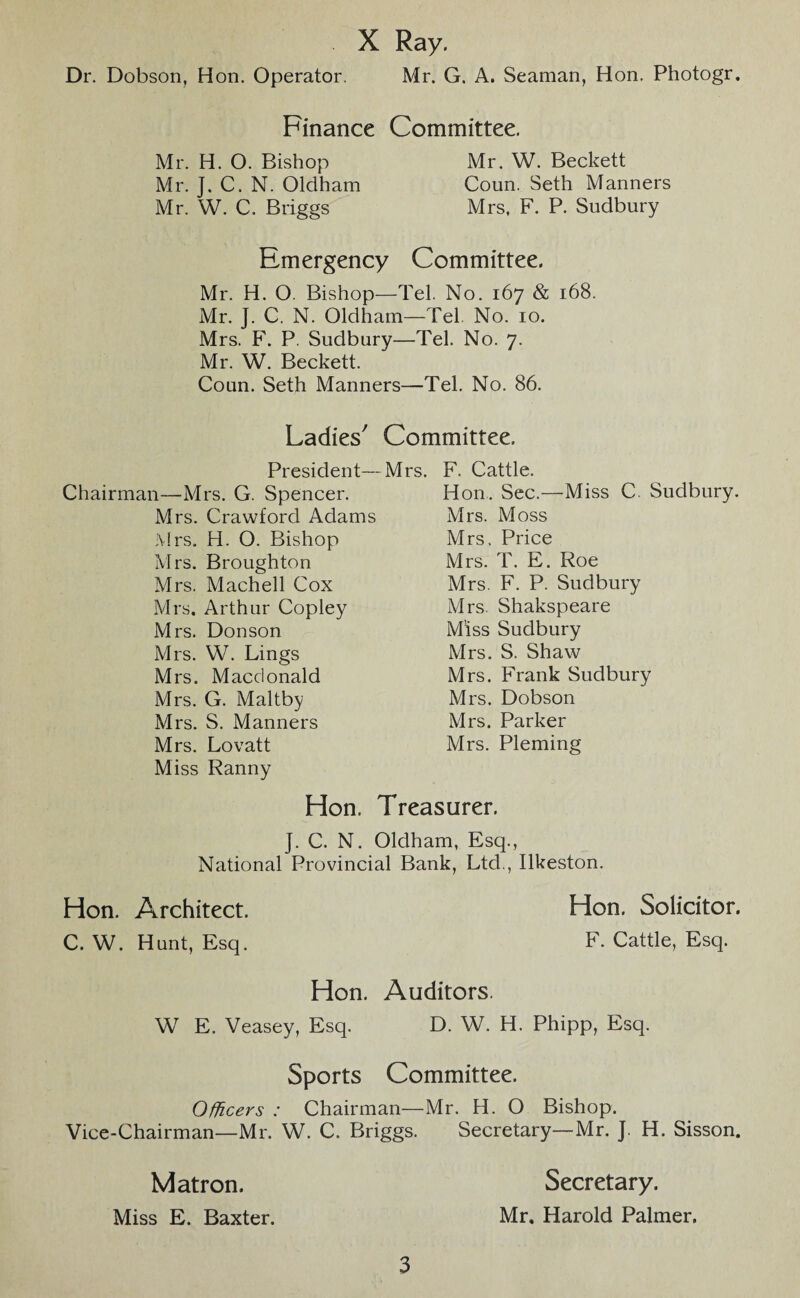 X Ray.
Dr. Dobson, Hon. Operator. Mr. G. A. Seaman, Hon. Photogr.
Finance Committee.
Mr. H. O. Bishop Mr. W. Beckett
Mr. J. C. N. Oldham Coun. Seth Manners
Mr. W. C. Briggs Mrs, F. P. Sudbury
Emergency Committee.
Mr. H. O. Bishop—Tel. No. 167 & 168.
Mr. J. C. N. Oldham—Tel No. 10.
Mrs. F. P. Sudbury—Tel. No. 7.
Mr. W. Beckett.
Coun. Seth Manners—Tel. No. 86.
Ladies' Committee.
President—Mrs. F. Cattle.
Chairman—Mrs. G. Spencer. Hon. Sec.—Miss C. Sudbury.
Mrs. Crawford Adams Mrs. Moss
Mrs. H. O. Bishop Mrs. Price
Mrs. Broughton Mrs. T. E. Roe
Mrs. Machell Cox Mrs. F. P. Sudbury
Mrs. Arthur Copley Mrs. Shakspeare
Mrs. Donson Miss Sudbury
Mrs. W. Lings Mrs. S. Shaw
Mrs. Macdonald Mrs. Frank Sudbury
Mrs. G. Maltby Mrs. Dobson
Mrs. S. Manners Mrs. Parker
Mrs. Lovatt Mrs. Pleming
Miss Ranny
Hon. Treasurer.
J. C. N. Oldham, Esq.,
National Provincial Bank, Ltd., Ilkeston.
Hon. Architect. Hon. Solicitor.
C. W. Hunt, Esq. F. Cattle, Esq.
Hon. Auditors.
W E. Veasey, Esq. D. W. H. Phipp, Esq.
Sports Committee.
Officers : Chairman—Mr. H. O Bishop.
Vice-Chairman—Mr. W. C. Briggs. Secretary—Mr. J. H. Sisson.
Matron. Secretary.
Miss E. Baxter. Mr. Harold Palmer.
3